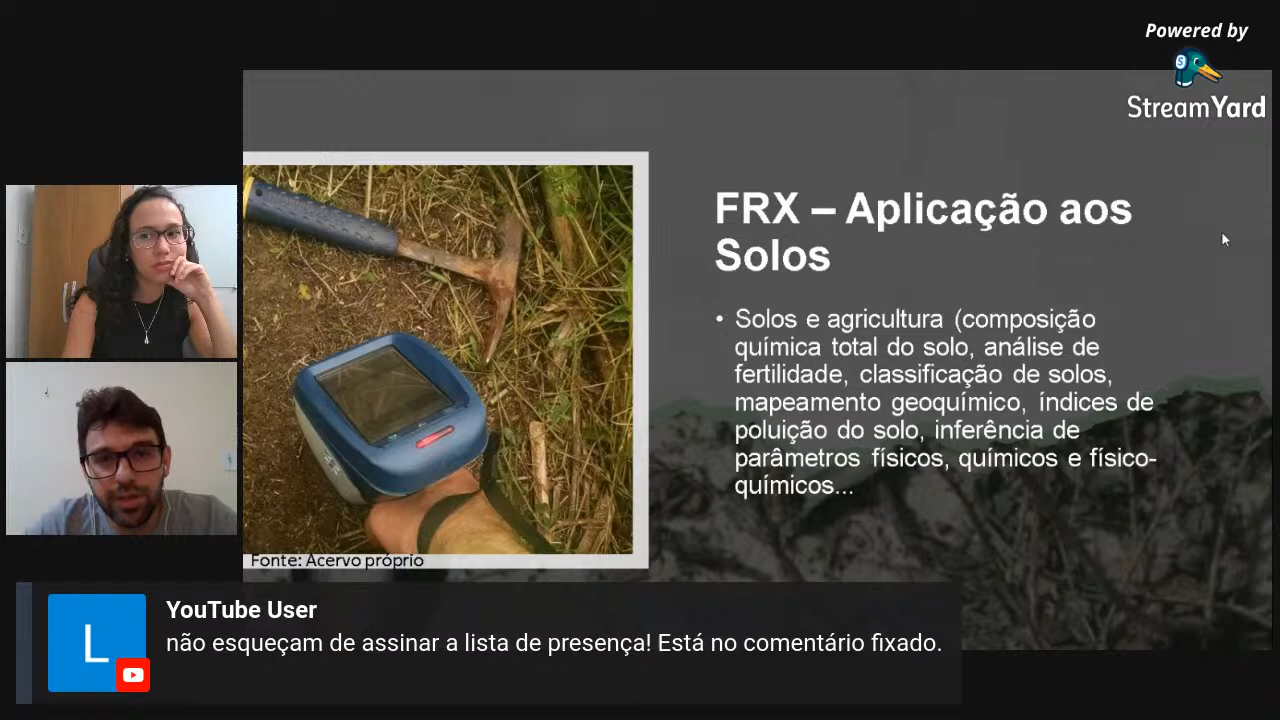 Powered by
StreamYard
FRX – Aplicação aos
Solos
• Solos e agricultura (composição
química total do solo, análise de
fertilidade, classificação de solos,
mapeamento geoquímico, índices de
poluição do solo, inferência de
parâmetros físicos, químicos e físico-
químicos...
Fonte: Acervo próprio
L
YouTube User
não esqueçam de assinar a lista de presença! Está no comentário fixado.